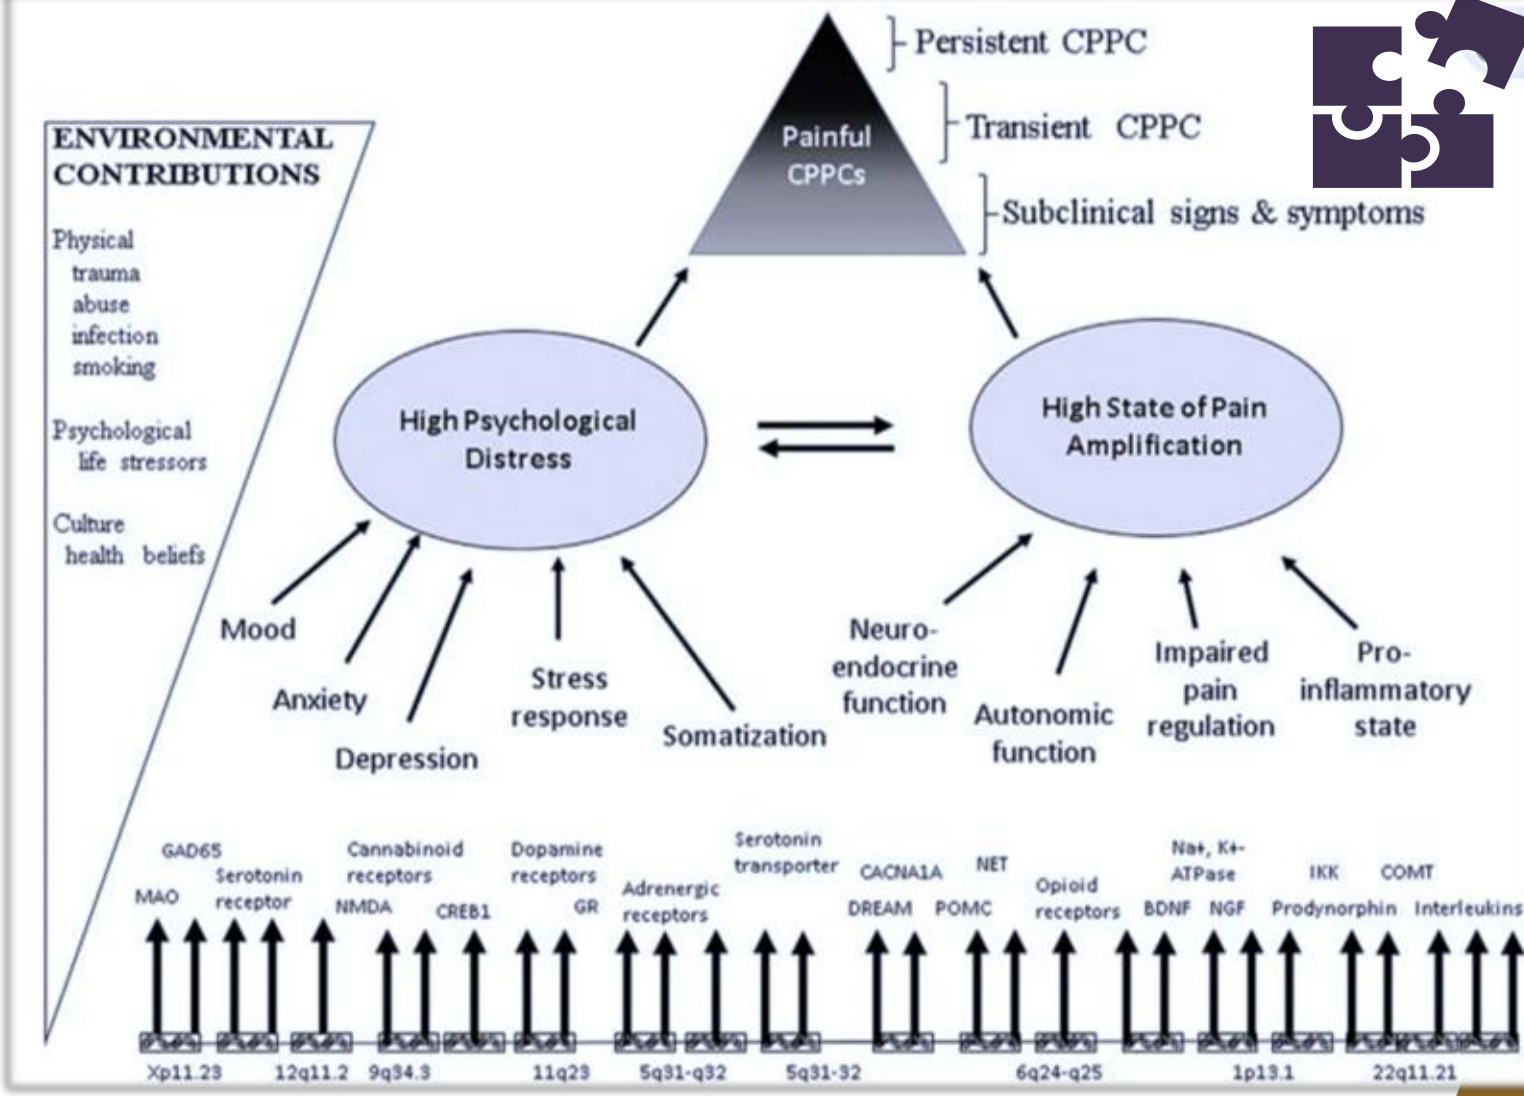 Persistent CPPC
Transient CPPC
Subclinical signs & symptoms
Painful
CPPCs
ENVIRONMENTAL
CONTRIBUTIONS
Physical
trauma
abuse
infection
smoking
Psychological
life stressors
Culture
health beliefs
High Psychological
Distress
High State of Pain
Amplification
Mood
Anxiety
Depression
Stress
response
Somatization
Neuro-
endocrine
function
Autonomic
function
Impaired
pain
regulation
Pro-
inflammatory
state
MAO
GAD65
Serotonin
receptor
Cannabinoid
receptors
NMDA
CREB1
Dopamine
receptors
GR
Adrenergic
receptors
Serotonin
transporter
CACNA1A
DREAM
POMC
NET
Opioid
receptors
Na+, K+-
ATPase
BDNF
NGF
IKK
Prodynorphin
COMT
Interleukins
Xp11.23
12q11.2
9q34.3
11q23
5q31-q32
5q31-32
6q24-q25
1p13.1
22q11.21